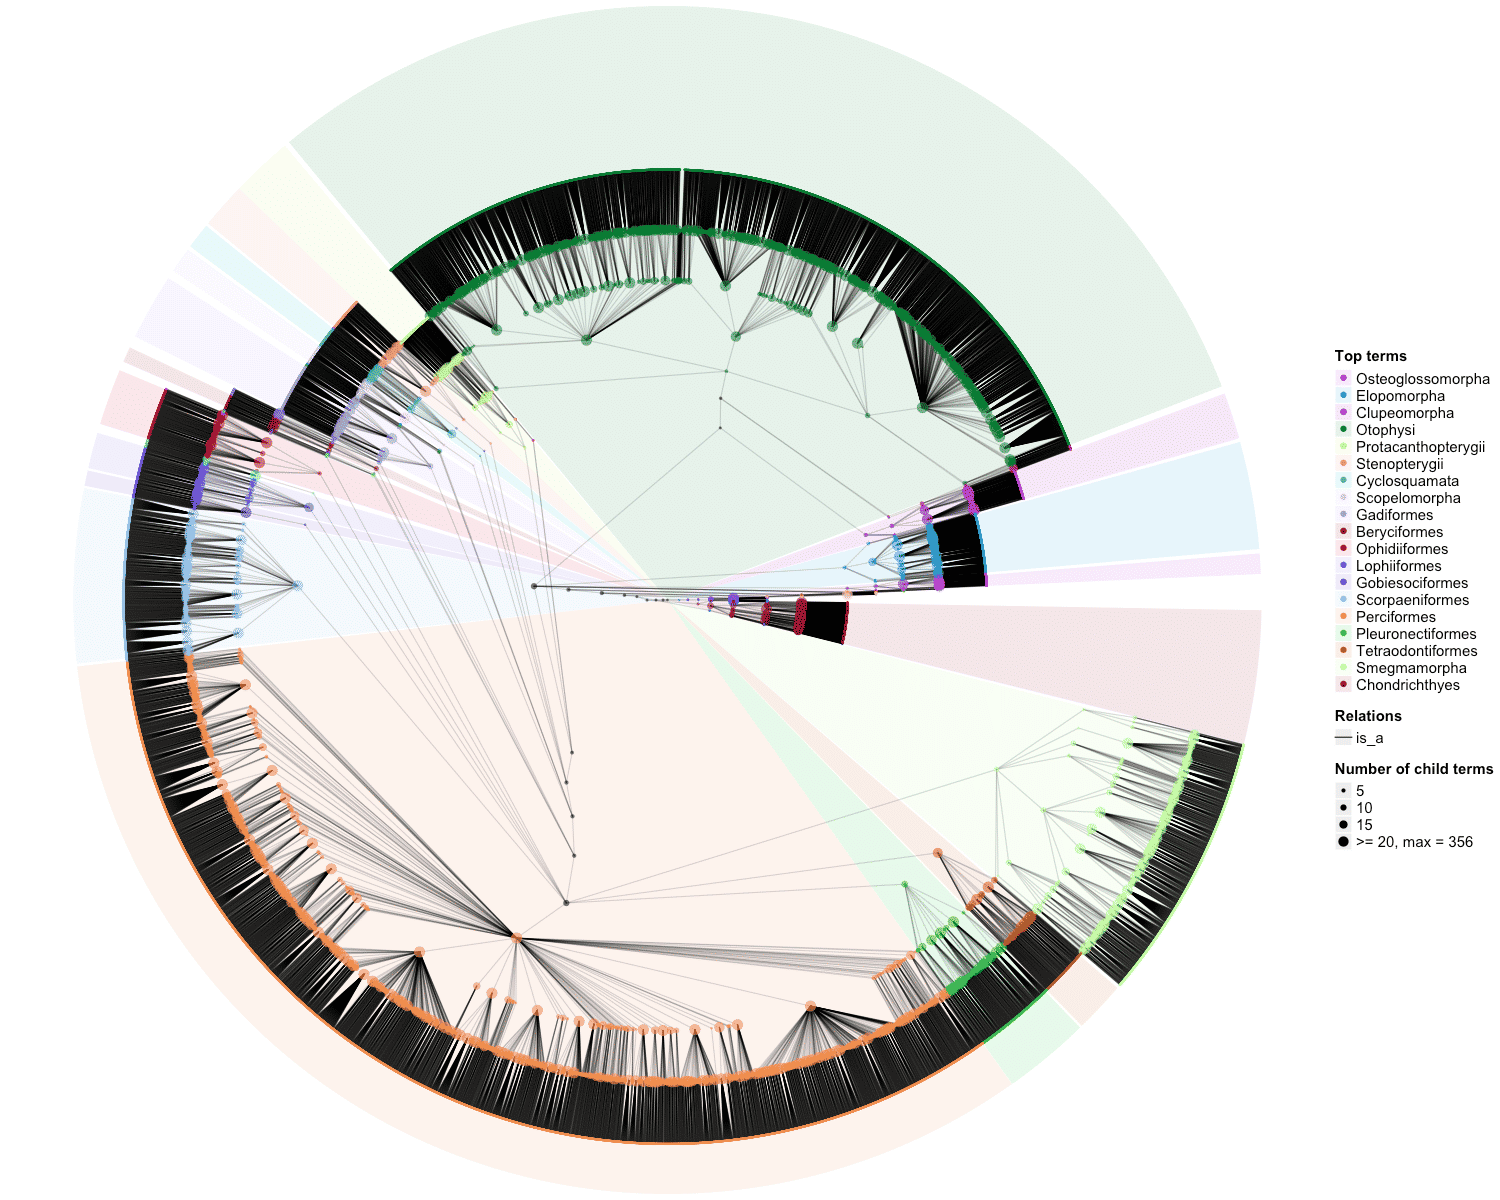 Top terms
Osteoglossomorpha
Elopomorpha
Clupeomorpha
Otophysi
Protacanthopterygii
Stenopterygii
Cyclosquamata
Scopelomorpha
Gadiformes
Beryciformes
Ophidiiformes
Lophiiformes
Gobiesociformes
Scorpaeniformes
Perciformes
Pleuronectiformes
Tetraodontiformes
Smegmamorpha
Chondrichthyes
Relations
is_a
Number of child terms
5
10
15
>= 20, max = 356